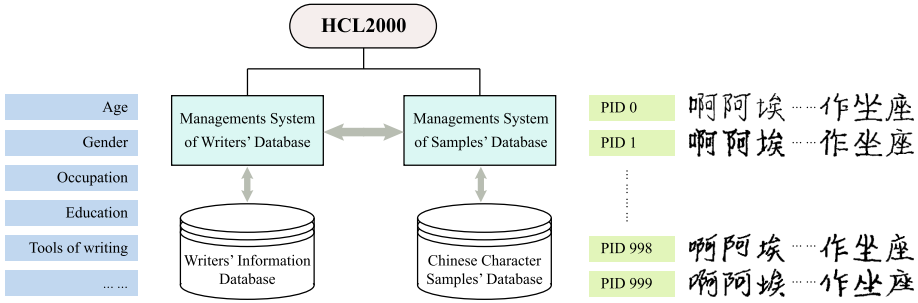 HCL2000
Age
Gender
Occupation
Education
Tools of writing
... ...
Managements System
of Writers' Database
Managements System
of Samples' Database
Writers' Information
Database
Chinese Character
Samples' Database
PID 0 啊阿埃……作坐座
PID 1 啊阿埃……作坐座
PID 998 啊阿埃……作坐座
PID 999 啊阿埃……作坐座